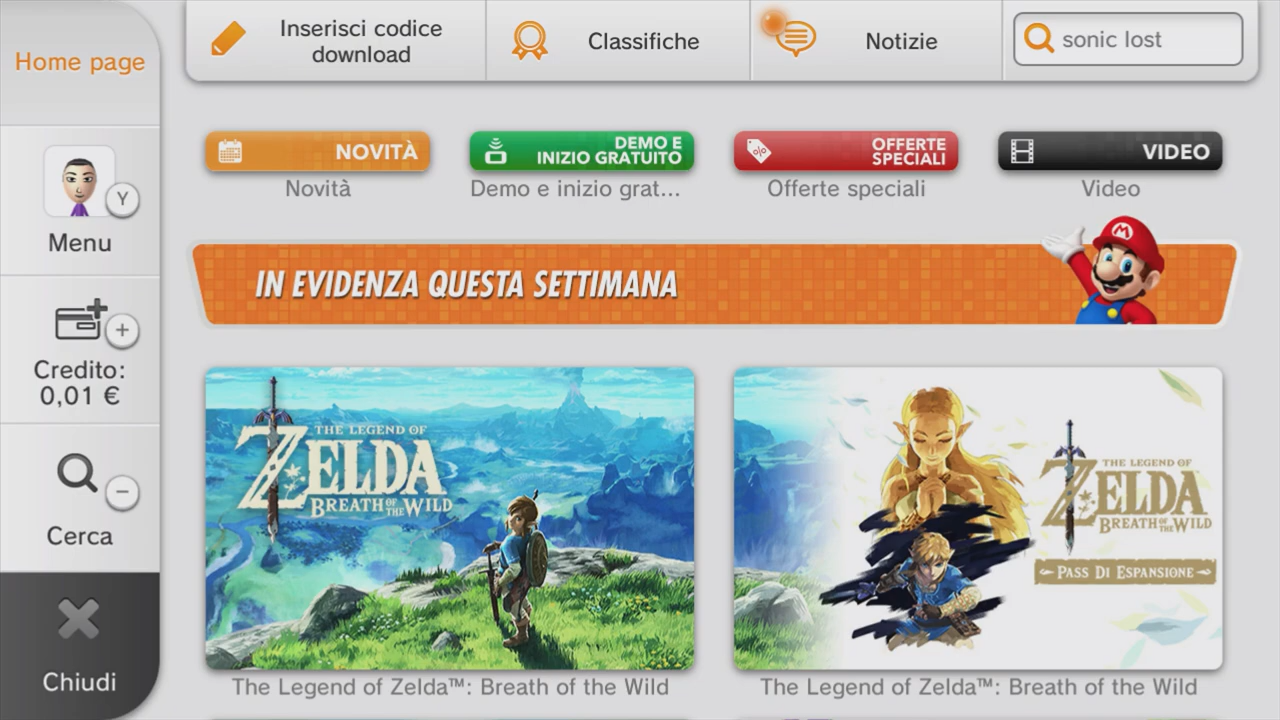 Home page
Inserisci codice
download
Classifiche
Notizie
sonic lost
Y
Menu
+
Credito:
0,01 €
−
Cerca
Chiudi
NOVITÀ
Novità
DEMO E
INIZIO GRATUITO
Demo e inizio grat...
%
OFFERTE
SPECIALI
Offerte speciali
VIDEO
Video
IN EVIDENZA QUESTA SETTIMANA
M
THE LEGEND OF
ZELDA
BREATH OF THE WILD
The Legend of Zelda™: Breath of the Wild
THE LEGEND OF
ZELDA
BREATH OF THE WILD
PASS DI ESPANSIONE
The Legend of Zelda™: Breath of the Wild